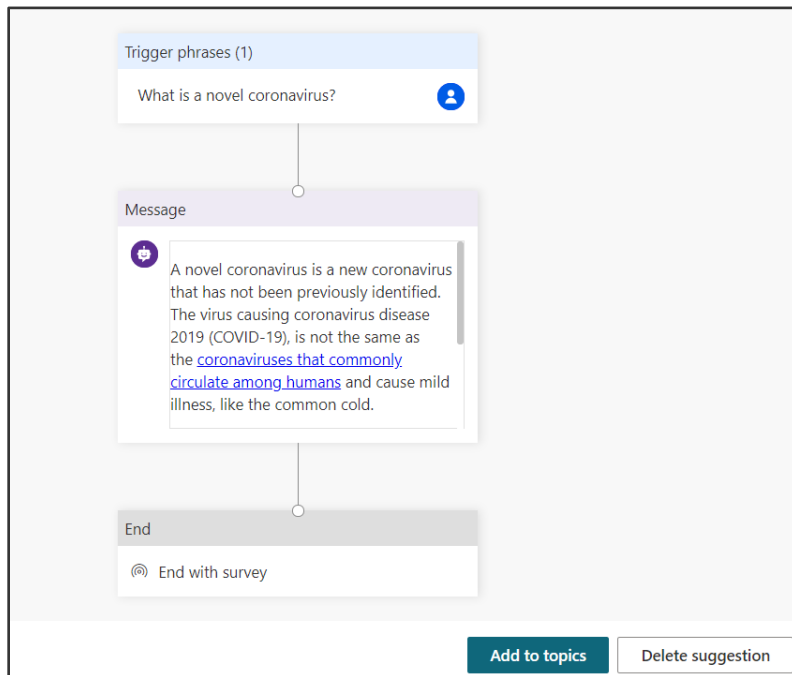 Trigger phrases (1)
What is a novel coronavirus?
Message
A novel coronavirus is a new coronavirus
that has not been previously identified.
The virus causing coronavirus disease
2019 (COVID-19), is not the same as
the coronaviruses that commonly
circulate among humans and cause mild
illness, like the common cold.
End
End with survey
Add to topics
Delete suggestion